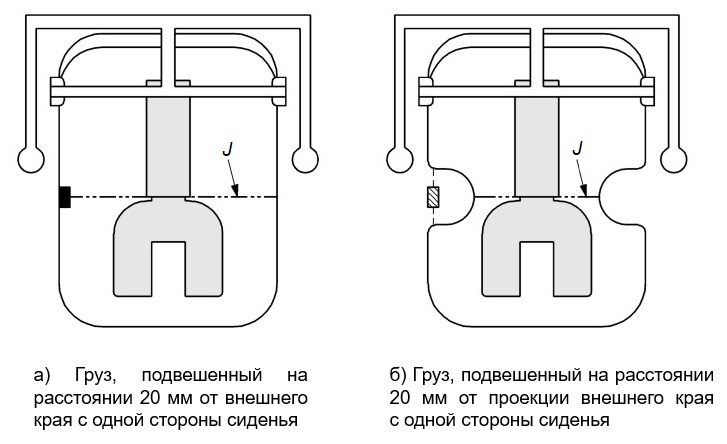 J
J
а) Груз, подвешенный на
расстоянии 20 мм от внешнего
края с одной стороны сиденья
б) Груз, подвешенный на расстоянии
20 мм от проекции внешнего края
с одной стороны сиденья